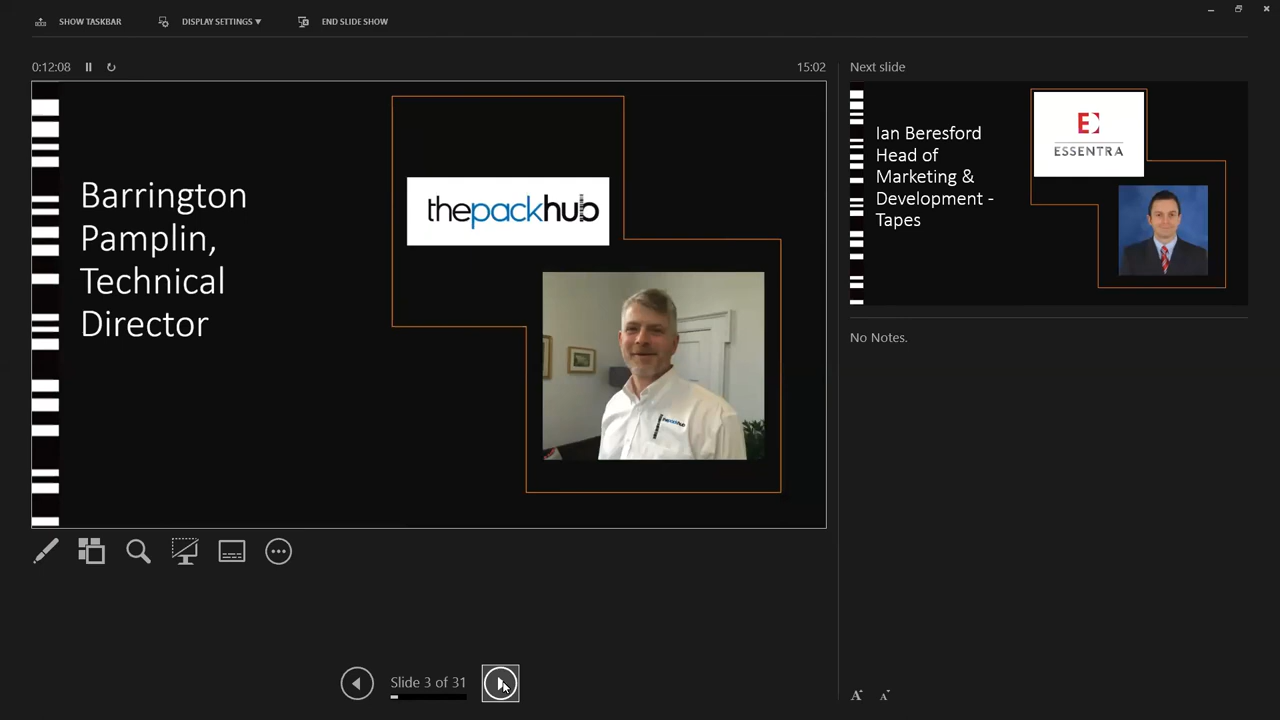 SHOW TASKBAR
DISPLAY SETTINGS ▼
END SLIDE SHOW
0:12:08
15:02
Barrington
Pamplin,
Technical
Director
thepackhub
thepackhub
Slide 3 of 31
Next slide
Ian Beresford
Head of
Marketing &
Development -
Tapes
ESSENTRA
No Notes.
A A